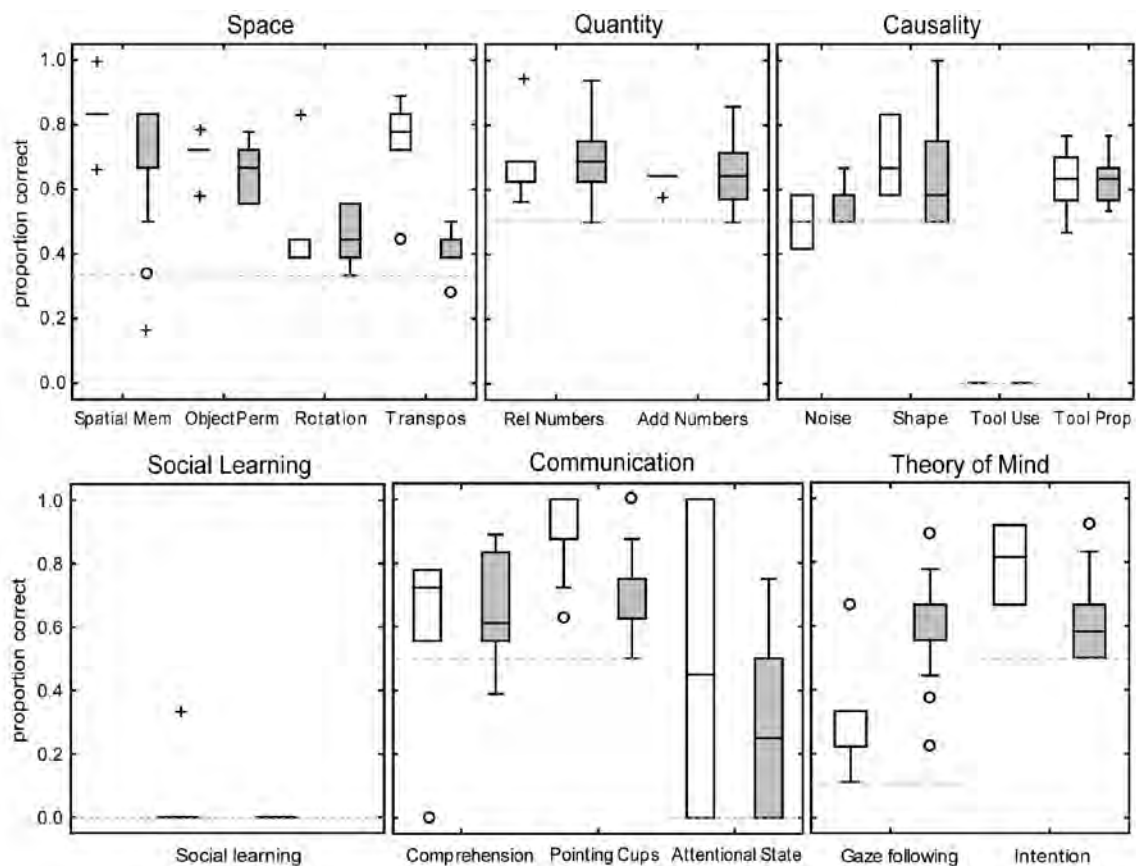 Space Quantity Causality
proportion correct
1.0
0.8
0.6
0.4
0.2
0.0
Spatial Mem ObjectPerm Rotation Transpos Rel Numbers Add Numbers Noise Shape Tool Use Tool Prop
Social Learning Communication Theory of Mind
proportion correct
1.0
0.8
0.6
0.4
0.2
0.0
Social learning Comprehension Pointing Cups Attentional State Gaze following Intention